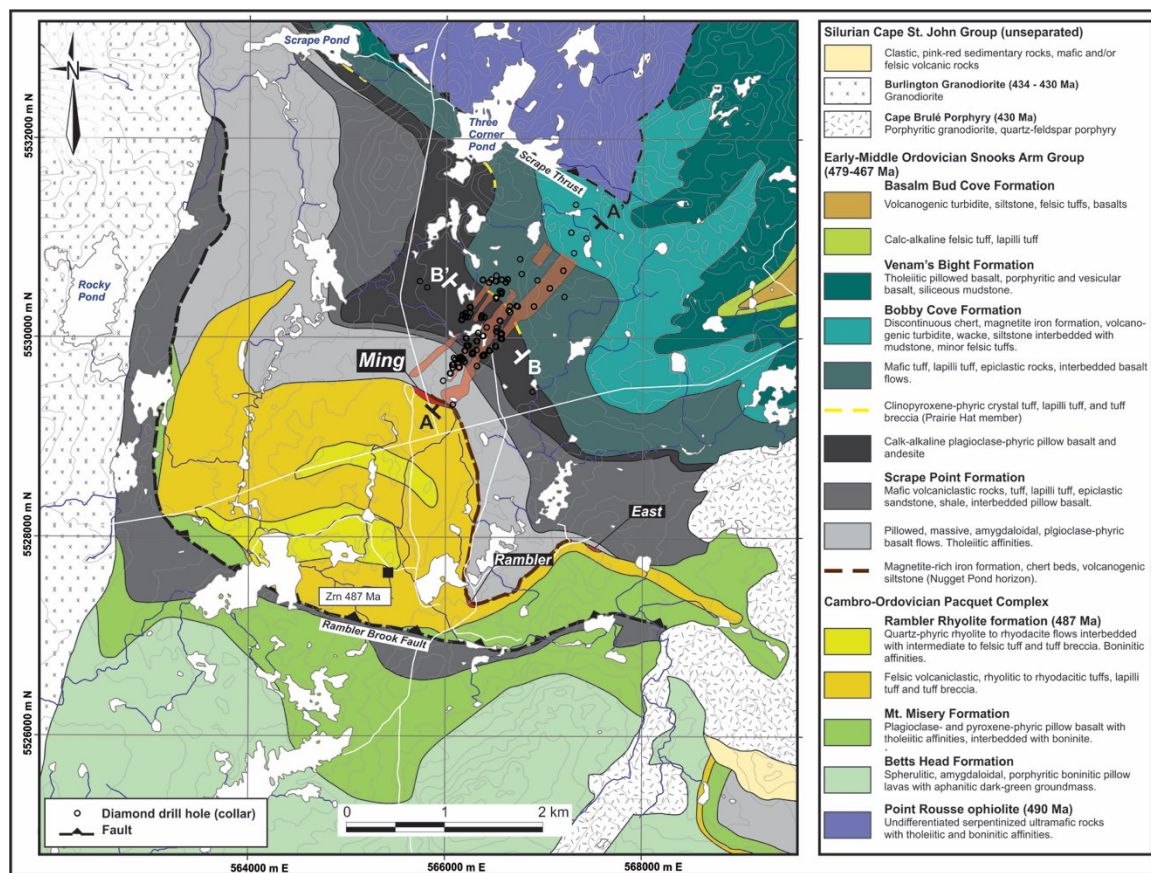 Scrape Pond
N
Three
Corner
Pond
Scrape Thrust
A'
B'
Rocky
Pond
Ming
B
A
East
Rambler
Zrn 487 Ma
Rambler Brook Fault
5532000 m N
5530000 m N
5528000 m N
5526000 m N
Diamond drill hole (collar)
Fault
0 1 2 km
564000 m E
566000 m E
568000 m E
Silurian Cape St. John Group (unseparated)
Clastic, pink-red sedimentary rocks, mafic and/or
felsic volcanic rocks
Burlington Granodiorite (434 - 430 Ma)
Granodiorite
Cape Brulé Porphyry (430 Ma)
Porphyritic granodiorite, quartz-feldspar porphyry
Early-Middle Ordovician Snooks Arm Group
(479-467 Ma)
Basalm Bud Cove Formation
Volcanogenic turbidite, siltstone, felsic tuffs, basalts
Calc-alkaline felsic tuff, lapilli tuff
Venam's Bight Formation
Tholeiitic pillowed basalt, porphyritic and vesicular
basalt, siliceous mudstone.
Bobby Cove Formation
Discontinuous chert, magnetite iron formation, volcano-
genic turbidite, wacke, siltstone interbedded with
mudstone, minor felsic tuffs.
Mafic tuff, lapilli tuff, epiclastic rocks, interbedded basalt
flows.
Clinopyroxene-phyric crystal tuff, lapilli tuff, and tuff
breccia (Prairie Hat member)
Calk-alkaline plagioclase-phyric pillow basalt and
andesite
Scrape Point Formation
Mafic volcaniclastic rocks, tuff, lapilli tuff, epiclastic
sandstone, shale, interbedded pillow basalt.
Pillowed, massive, amygdaloidal, plgioclase-phyric
basalt flows. Tholeiitic affinities.
Magnetite-rich iron formation, chert beds, volcanogenic
siltstone (Nugget Pond horizon).
Cambro-Ordovician Pacquet Complex
Rambler Rhyolite formation (487 Ma)
Quartz-phyric rhyolite to rhyodacite flows interbedded
with intermediate to felsic tuff and tuff breccia. Boninitic
affinities.
Felsic volcaniclastic, rhyolitic to rhyodacitic tuffs, lapilli
tuff and tuff breccia.
Mt. Misery Formation
Plagioclase- and pyroxene-phyric pillow basalt with
tholeiitic affinities, interbedded with boninite.
Betts Head Formation
Spherulitic, amygdaloidal, porphyritic boninitic pillow
lavas with aphanitic dark-green groundmass.
Point Rousse ophiolite (490 Ma)
Undifferentiated serpentinized ultramafic rocks
with tholeiitic and boninitic affinities.